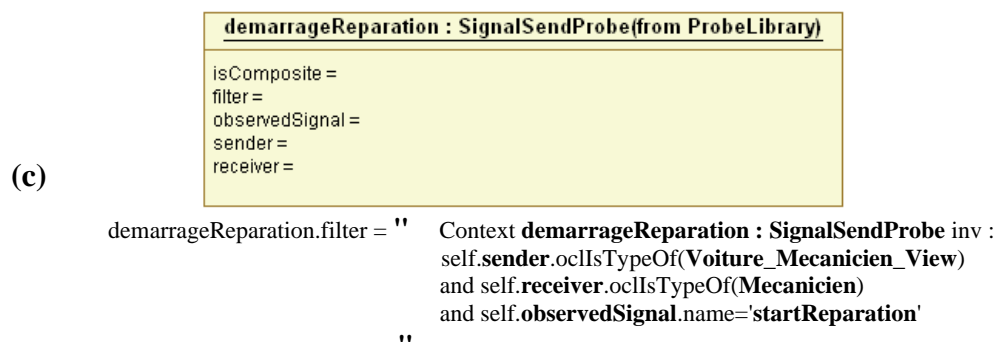 demarrageReparation : SignalSendProbe(from ProbeLibrary)
isComposite =
filter =
observedSignal =
sender =
receiver =
(c)
demarrageReparation.filter = " Context demarrageReparation : SignalSendProbe inv :
self.sender.oclIsTypeOf(Voiture_Mecanicien_View)
and self.receiver.oclIsTypeOf(Mecanicien)
and self.observedSignal.name='startReparation'
"